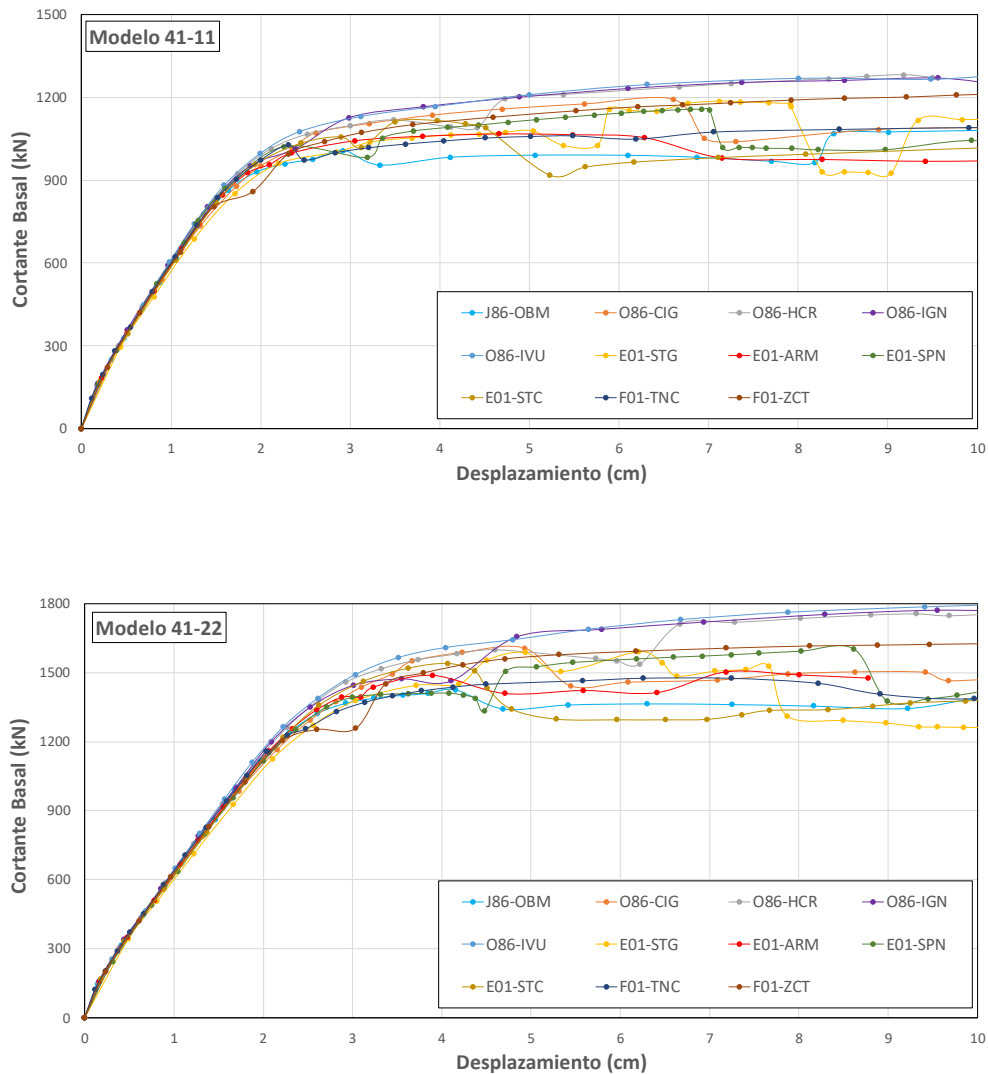 1500
Modelo 41-11
1200
900
600
300
0
Cortante Basal (kN)
J86-OBM O86-CIG O86-HCR O86-IGN
O86-IVU E01-STG E01-ARM E01-SPN
E01-STC F01-TNC F01-ZCT
0 1 2 3 4 5 6 7 8 9 10
Desplazamiento (cm)
1800
Modelo 41-22
1500
1200
900
600
300
0
Cortante Basal (kN)
J86-OBM O86-CIG O86-HCR O86-IGN
O86-IVU E01-STG E01-ARM E01-SPN
E01-STC F01-TNC F01-ZCT
0 1 2 3 4 5 6 7 8 9 10
Desplazamiento (cm)